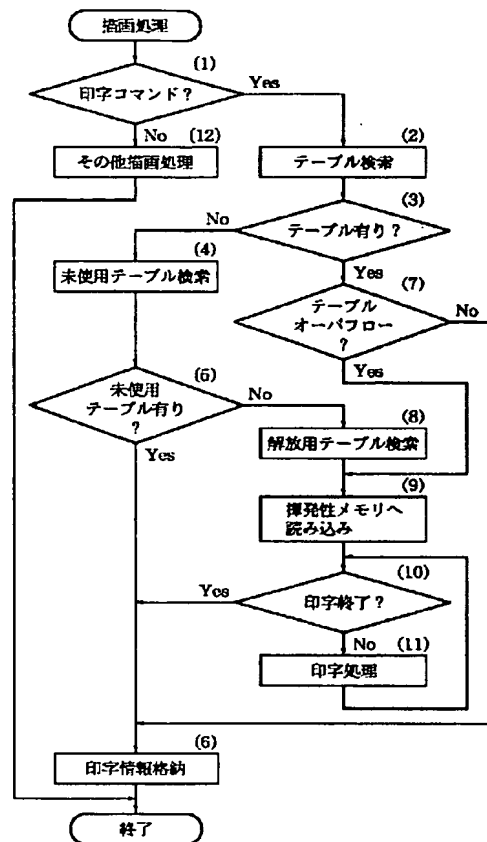 描画処理
(1)
印字コマンド?
Yes
No
(12)
その他描画処理
(2)
テーブル検索
(3)
テーブル有り?
No
Yes
(4)
未使用テーブル検索
(7)
テーブル
オーバフロー
?
No
Yes
(5)
未使用
テーブル有り
?
No
Yes
(8)
解放用テーブル検索
(9)
揮発性メモリへ
読み込み
(10)
印字終了?
Yes
No
(11)
印字処理
(6)
印字情報格納
終了